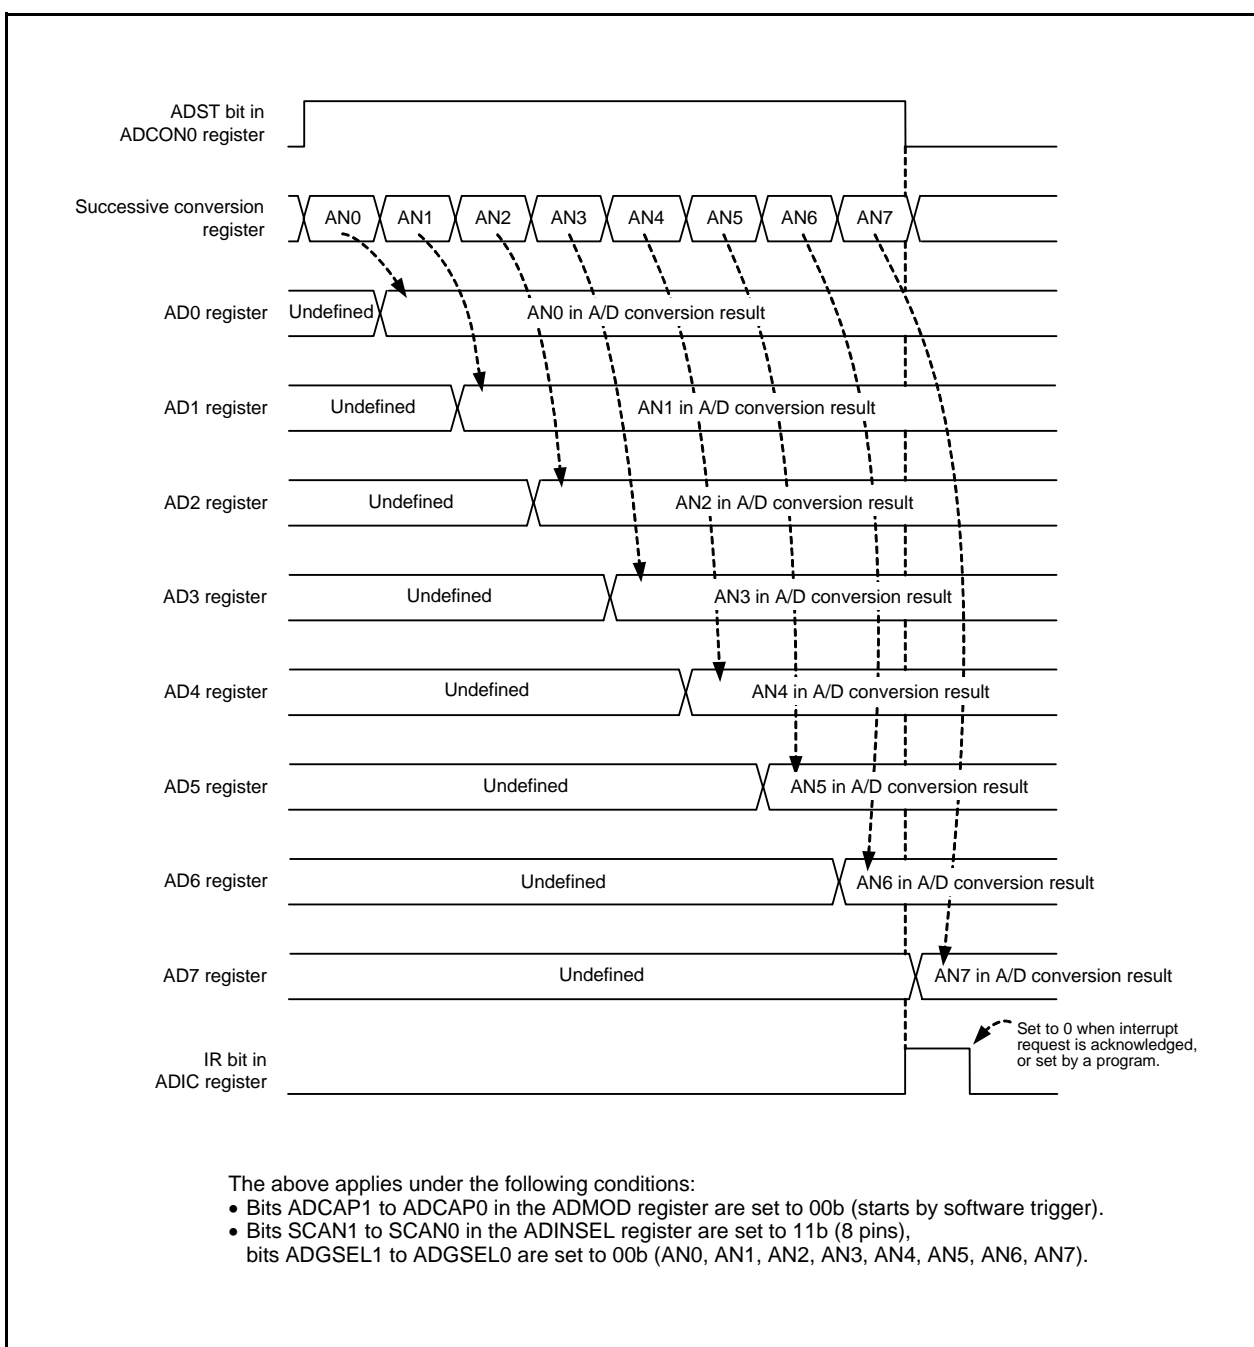 ADST bit in
ADCON0 register
Successive conversion
register
AN0 AN1 AN2 AN3 AN4 AN5 AN6 AN7
AD0 register
Undefined
AN0 in A/D conversion result
AD1 register
Undefined
AN1 in A/D conversion result
AD2 register
Undefined
AN2 in A/D conversion result
AD3 register
Undefined
AN3 in A/D conversion result
AD4 register
Undefined
AN4 in A/D conversion result
AD5 register
Undefined
AN5 in A/D conversion result
AD6 register
Undefined
AN6 in A/D conversion result
AD7 register
Undefined
AN7 in A/D conversion result
IR bit in
ADIC register
Set to 0 when interrupt
request is acknowledged,
or set by a program.
The above applies under the following conditions:
• Bits ADCAP1 to ADCAP0 in the ADMOD register are set to 00b (starts by software trigger).
• Bits SCAN1 to SCAN0 in the ADINSEL register are set to 11b (8 pins),
bits ADGSEL1 to ADGSEL0 are set to 00b (AN0, AN1, AN2, AN3, AN4, AN5, AN6, AN7).